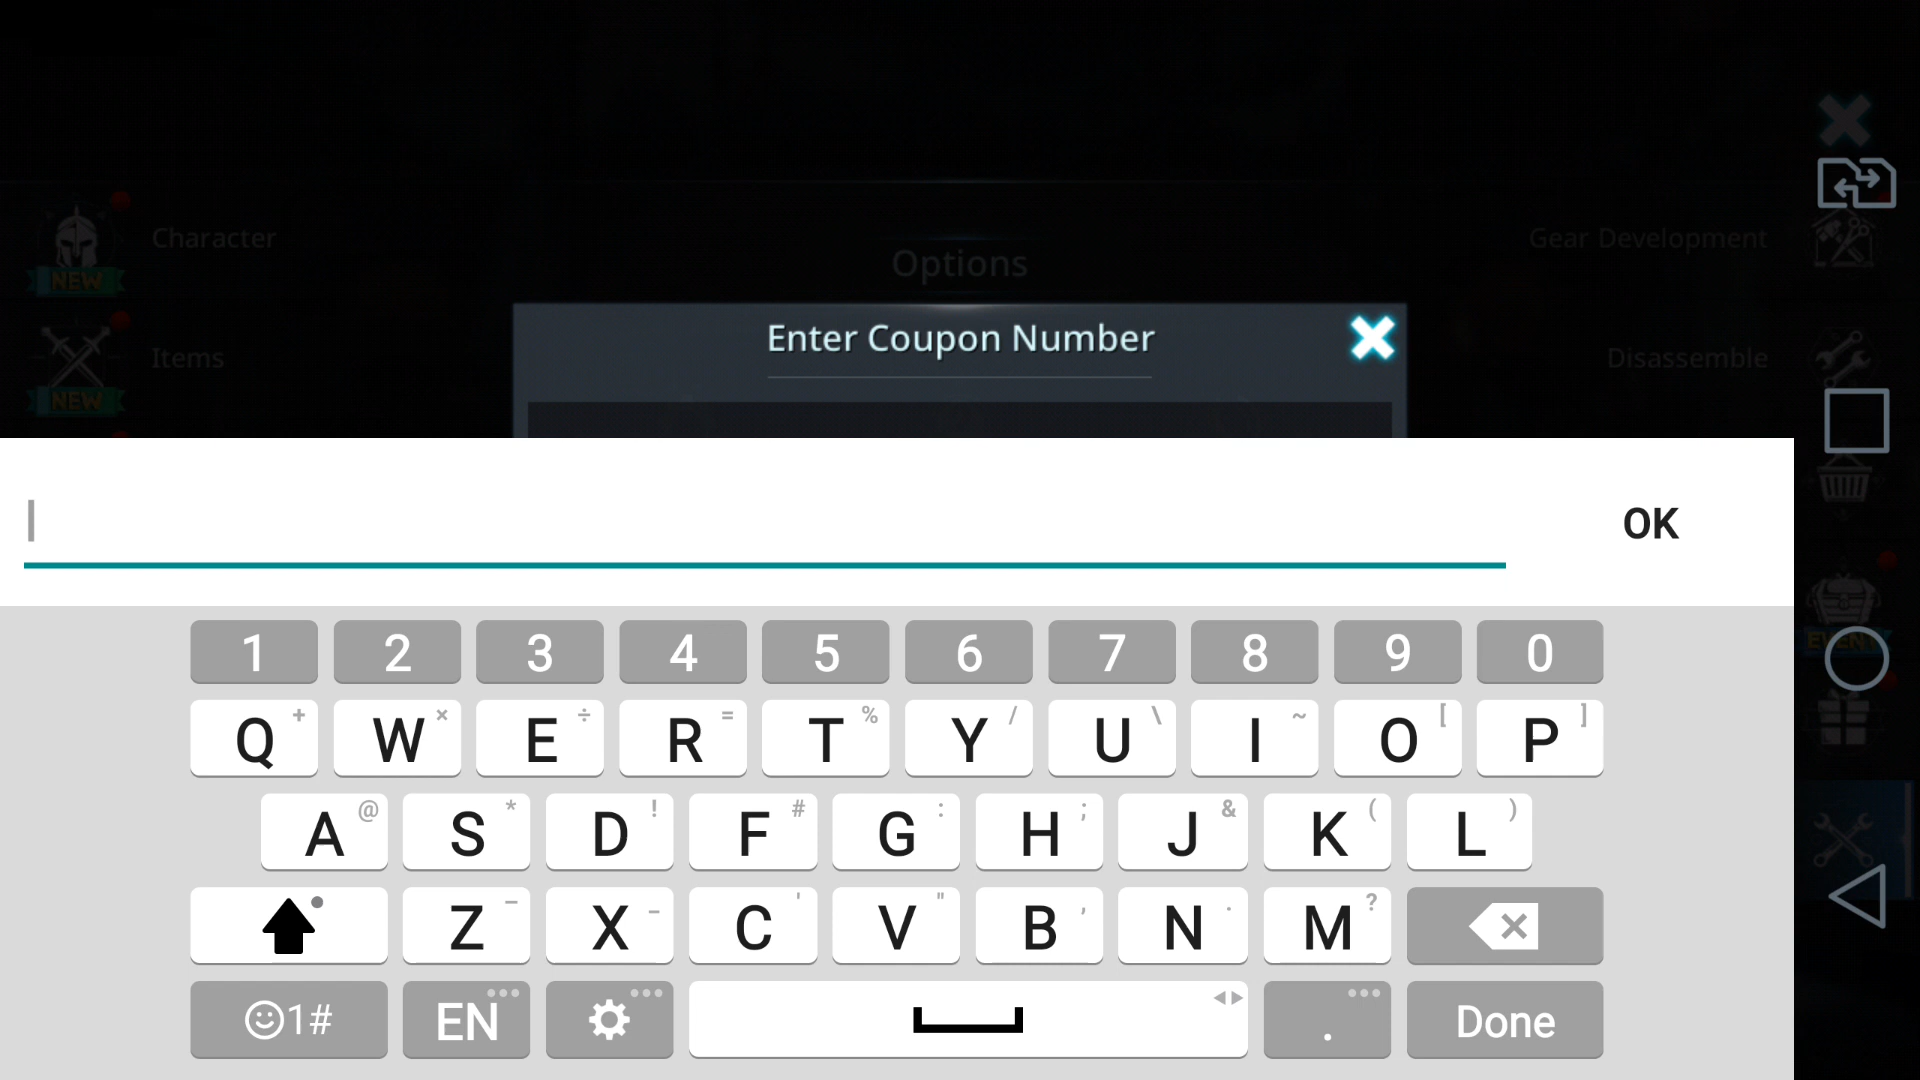 Character
NEW
Items
NEW
Options
Gear Development
Disassemble
Enter Coupon Number
OK
EVENT
1 2 3 4 5 6 7 8 9 0
Q + W × E ÷ R = T % Y / U \ I ~ O [ P ]
A @ S * D ! F # G : H ; J & K ( L )
Z – X _ C ' V " B , N . M ?
1# EN . Done